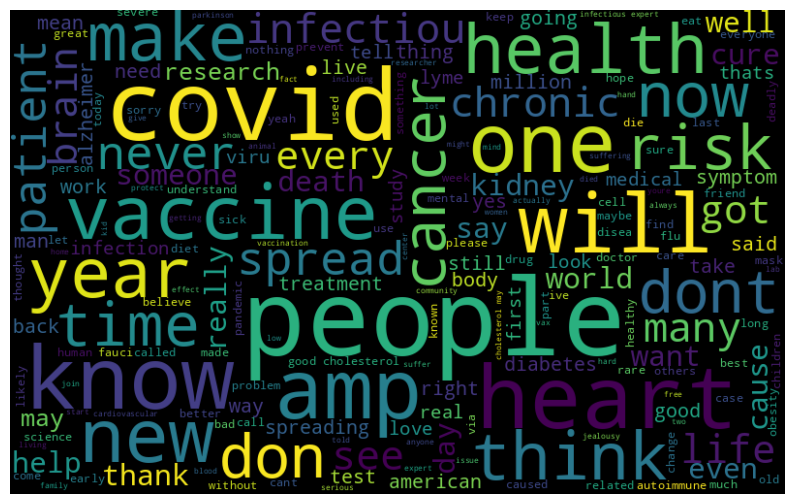 severe parkinson keep infectious expert eat well
mean make infectiou going everyone
great nothing prevent tell thing researcher health need research live fact including million cure
brain alzheimer today sorry try yeah used something lyme hope hand thats deadly
patient covid give show lot chronic now die last
never every cancer one risk
person someone viru animal might mind suffering died sure
work understand death study week yes kidney medical symptom
man let sick protect use mental women actually always cell maybe find friend got
vaccine kid getting say will disea flu said
infection diet home center please doctor care mask lab
thought year really vaccination spread still drug look take
back believe effect pandemic treatment body world dont
time human fauci called made low community known first part ive vax healthy many long
people cholesterol may
likely know good cholesterol suffer diabetes rare others best children
join problem right want hard cause obesity
may start cardiovascular better way amp real via heart good case free two
science new bad call spreading love day
living don told anyone think jealousy life
help come early thank without blood cant see test issue expert american caused change even old
family serious related autoimmune much